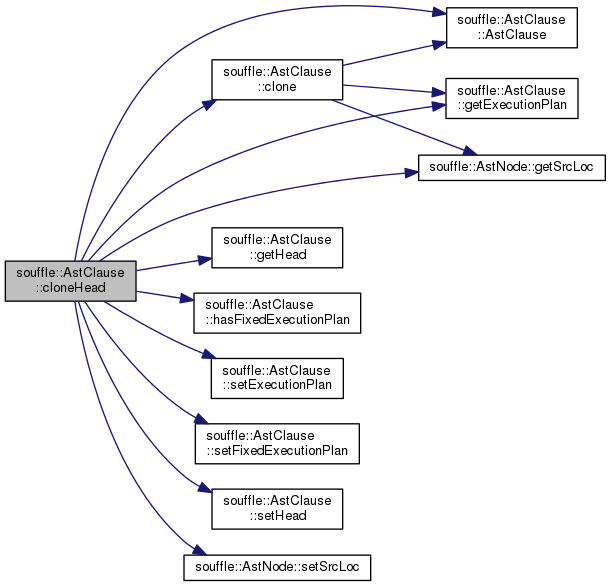 souffle::AstClause
::AstClause
souffle::AstClause
::clone
souffle::AstClause
::getExecutionPlan
souffle::AstNode::getSrcLoc
souffle::AstClause
::getHead
souffle::AstClause
::cloneHead
souffle::AstClause
::hasFixedExecutionPlan
souffle::AstClause
::setExecutionPlan
souffle::AstClause
::setFixedExecutionPlan
souffle::AstClause
::setHead
souffle::AstNode::setSrcLoc